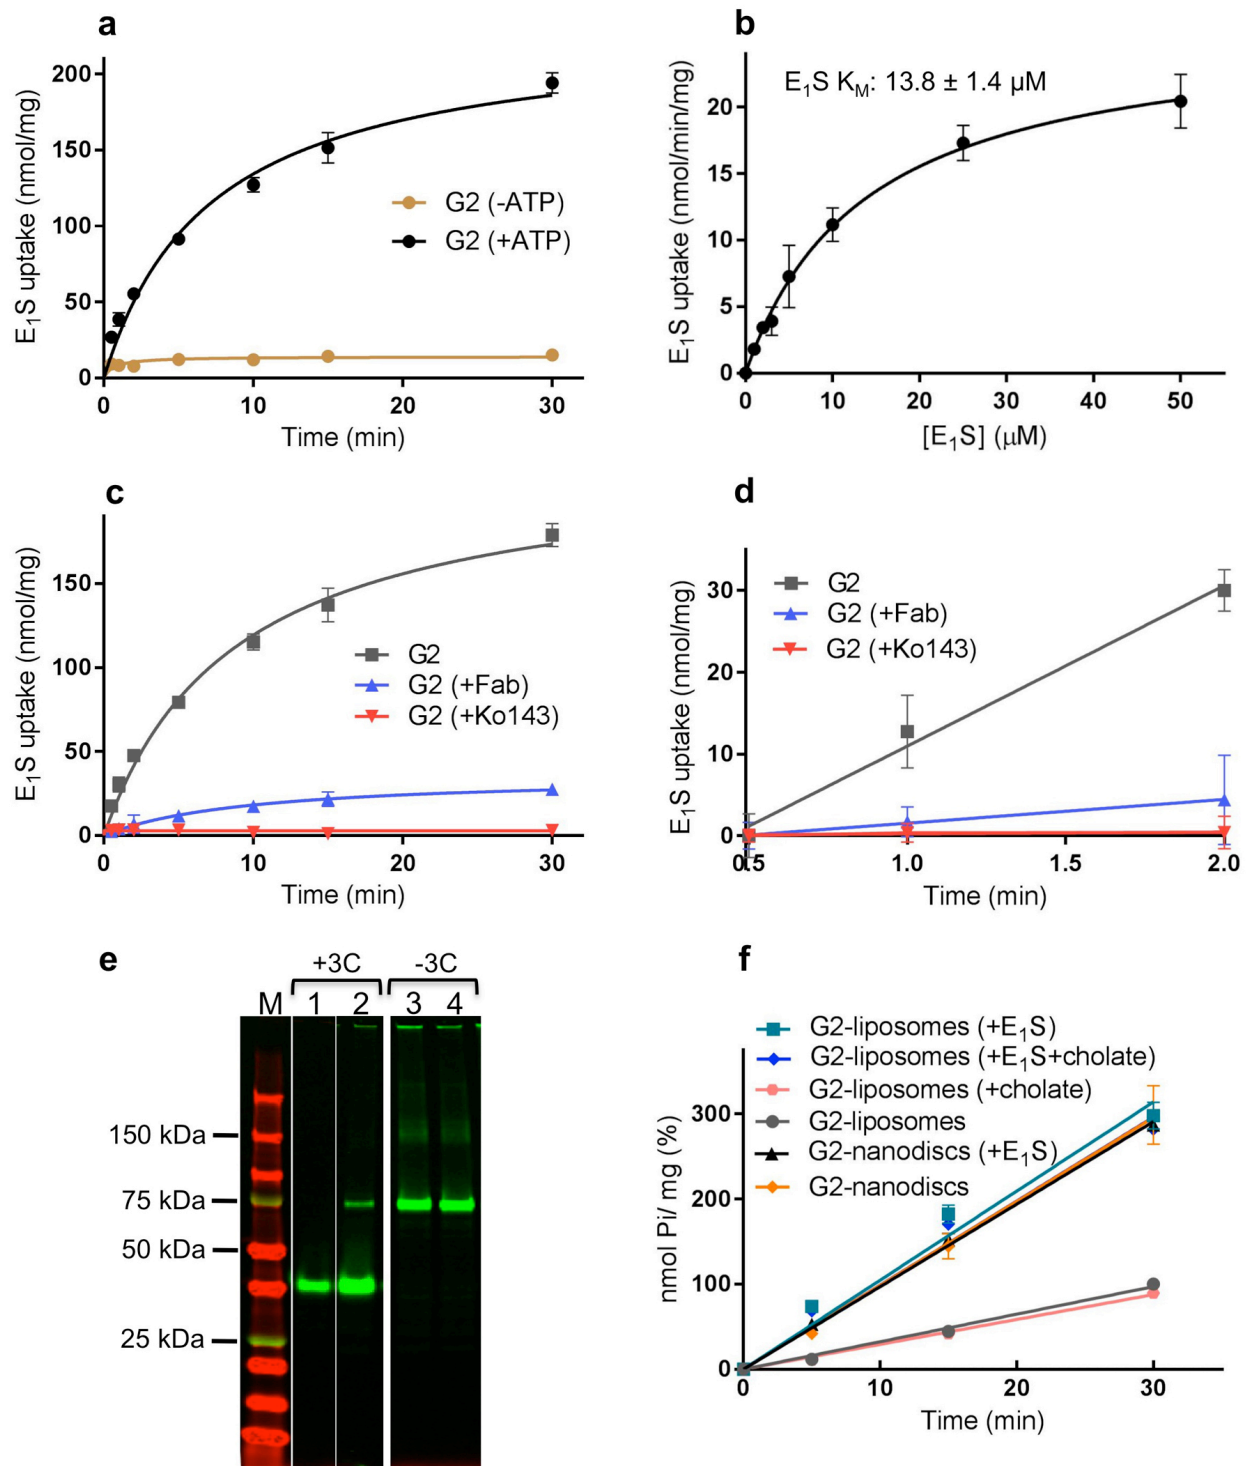 a
E₁S uptake (nmol/mg)
200
150
100
50
0
0 10 20 30
Time (min)
G2 (-ATP)
G2 (+ATP)
b
E₁S uptake (nmol/min/mg)
E₁S K_M: 13.8 ± 1.4 µM
20
15
10
5
0
0 10 20 30 40 50
[E₁S] (µM)
c
E₁S uptake (nmol/mg)
150
100
50
0
0 10 20 30
Time (min)
G2
G2 (+Fab)
G2 (+Ko143)
d
E₁S uptake (nmol/mg)
30
20
10
0
0.5 1.0 1.5 2.0
Time (min)
G2
G2 (+Fab)
G2 (+Ko143)
e
+3C -3C
M 1 2 3 4
150 kDa
75 kDa
50 kDa
25 kDa
f
G2-liposomes (+E₁S)
G2-liposomes (+E₁S+cholate)
G2-liposomes (+cholate)
G2-liposomes
G2-nanodiscs (+E₁S)
G2-nanodiscs
nmol Pi/ mg (%)
300
200
100
0
0 10 20 30
Time (min)